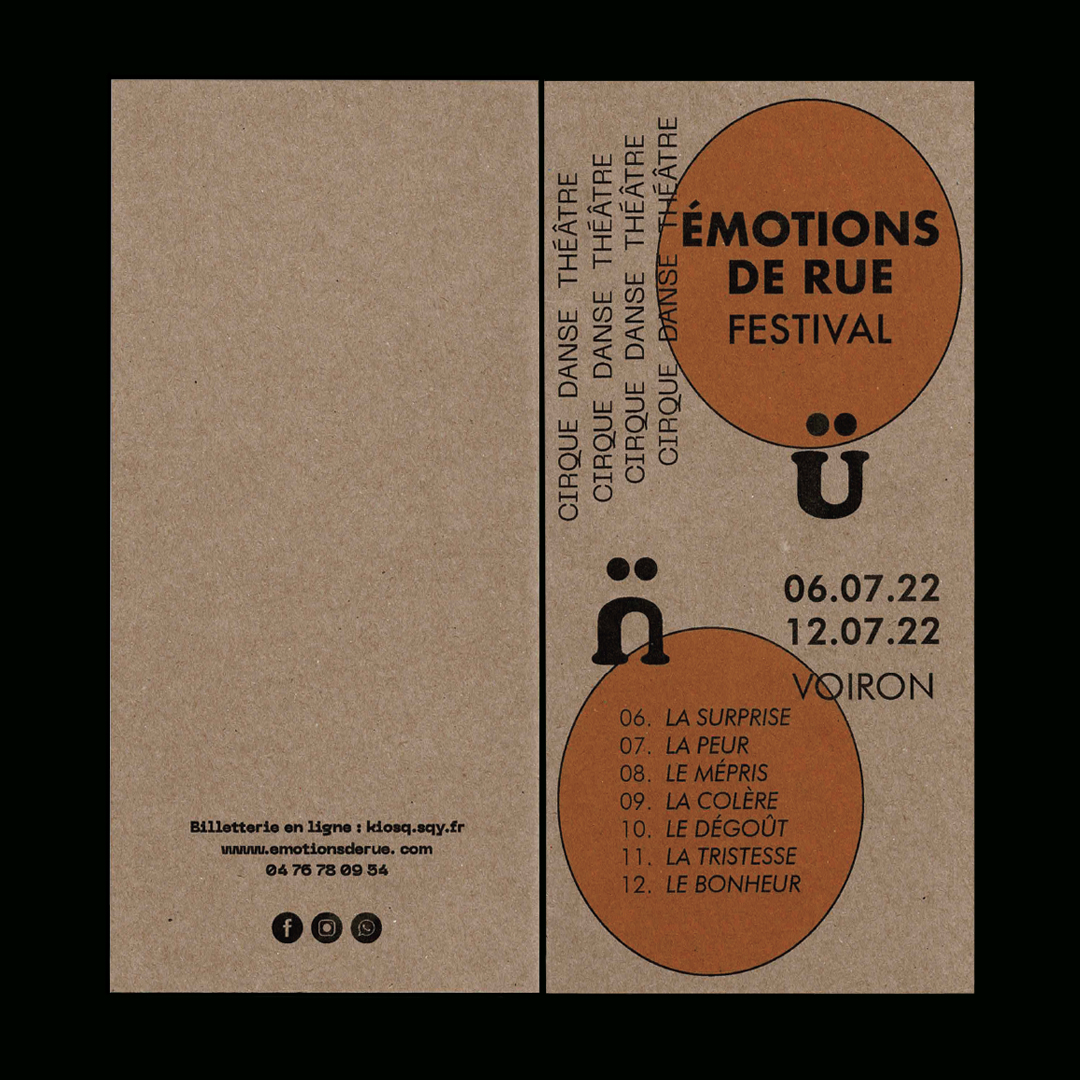 Billetterie en ligne : kiosq.sqy.fr
www.emotionsderue. com
04 76 78 09 54
CIRQUE DANSE THÉÂTRE
CIRQUE DANSE THÉÂTRE
CIRQUE DANSE THÉÂTRE
CIRQUE DANSE THÉÂTRE
ÉMOTIONS
DE RUE
FESTIVAL
ü
n̈
06.07.22
12.07.22
VOIRON
06. LA SURPRISE
07. LA PEUR
08. LE MÉPRIS
09. LA COLÈRE
10. LE DÉGOÛT
11. LA TRISTESSE
12. LE BONHEUR